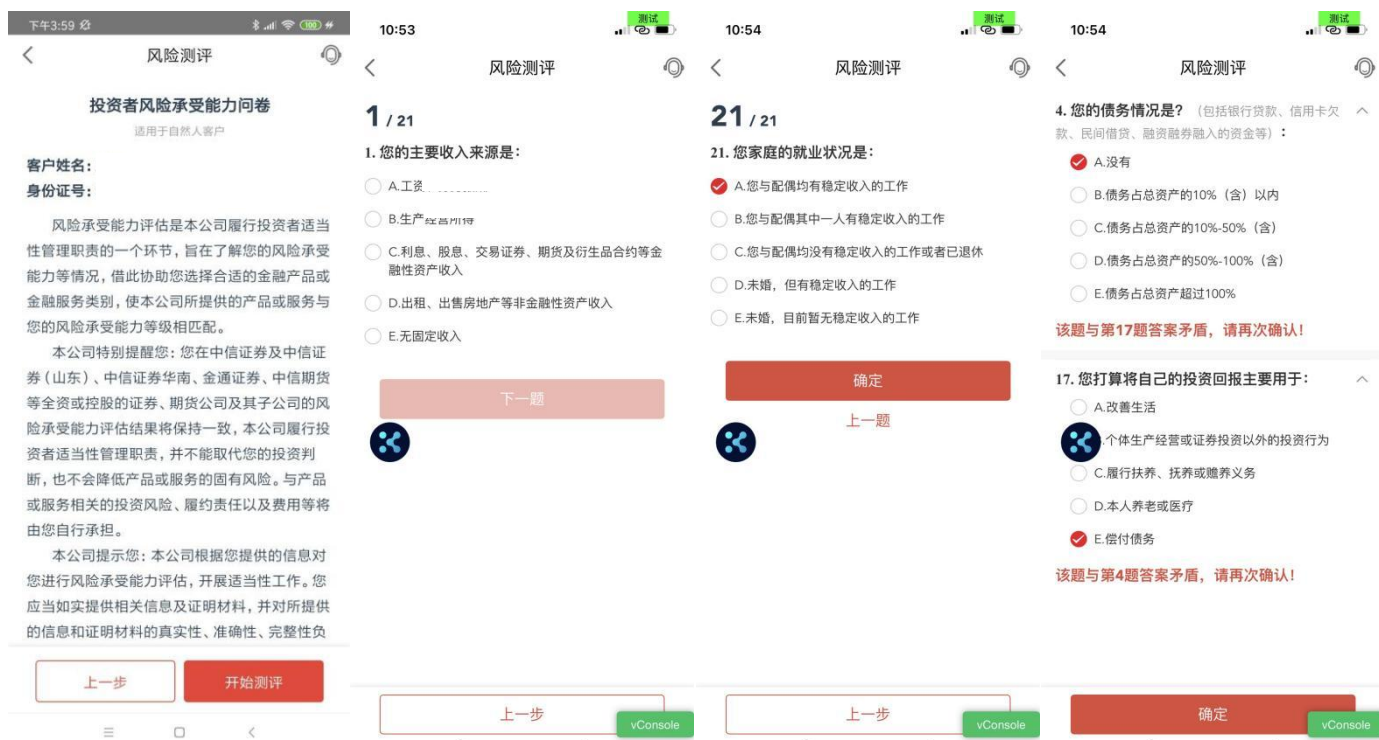 下午3:59
100
风险测评
投资者风险承受能力问卷
适用于自然人客户
客户姓名：
身份证号：
风险承受能力评估是本公司履行投资者适当
性管理职责的一个环节，旨在了解您的风险承受
能力等情况，借此协助您选择合适的金融产品或
金融服务类别，使本公司所提供的产品或服务与
您的风险承受能力等级相匹配。
本公司特别提醒您：您在中信证券及中信证
券（山东）、中信证券华南、金通证券、中信期货
等全资或控股的证券、期货公司及其子公司的风
险承受能力评估结果将保持一致，本公司履行投
资者适当性管理职责，并不能取代您的投资判
断，也不会降低产品或服务的固有风险。与产品
或服务相关的投资风险、履约责任以及费用等将
由您自行承担。
本公司提示您：本公司根据您提供的信息对
您进行风险承受能力评估，开展适当性工作。您
应当如实提供相关信息及证明材料，并对所提供
的信息和证明材料的真实性、准确性、完整性负
上一步 开始测评
10:53 测试
风险测评
1 / 21
1. 您的主要收入来源是：
A.工资
B.生产经营所得
C.利息、股息、交易证券、期货及衍生品合约等金
融性资产收入
D.出租、出售房地产等非金融性资产收入
E.无固定收入
下一题
上一步
vConsole
10:54 测试
风险测评
21 / 21
21. 您家庭的就业状况是：
A.您与配偶均有稳定收入的工作
B.您与配偶其中一人有稳定收入的工作
C.您与配偶均没有稳定收入的工作或者已退休
D.未婚，但有稳定收入的工作
E.未婚，目前暂无稳定收入的工作
确定
上一题
上一步
vConsole
10:54 测试
风险测评
4. 您的债务情况是？（包括银行贷款、信用卡欠
款、民间借贷、融资融券融入的资金等）：
A.没有
B.债务占总资产的10%（含）以内
C.债务占总资产的10%-50%（含）
D.债务占总资产的50%-100%（含）
E.债务占总资产超过100%
该题与第17题答案矛盾，请再次确认！
17. 您打算将自己的投资回报主要用于：
A.改善生活
.个体生产经营或证券投资以外的投资行为
C.履行扶养、抚养或赡养义务
D.本人养老或医疗
E.偿付债务
该题与第4题答案矛盾，请再次确认！
确定
vConsole